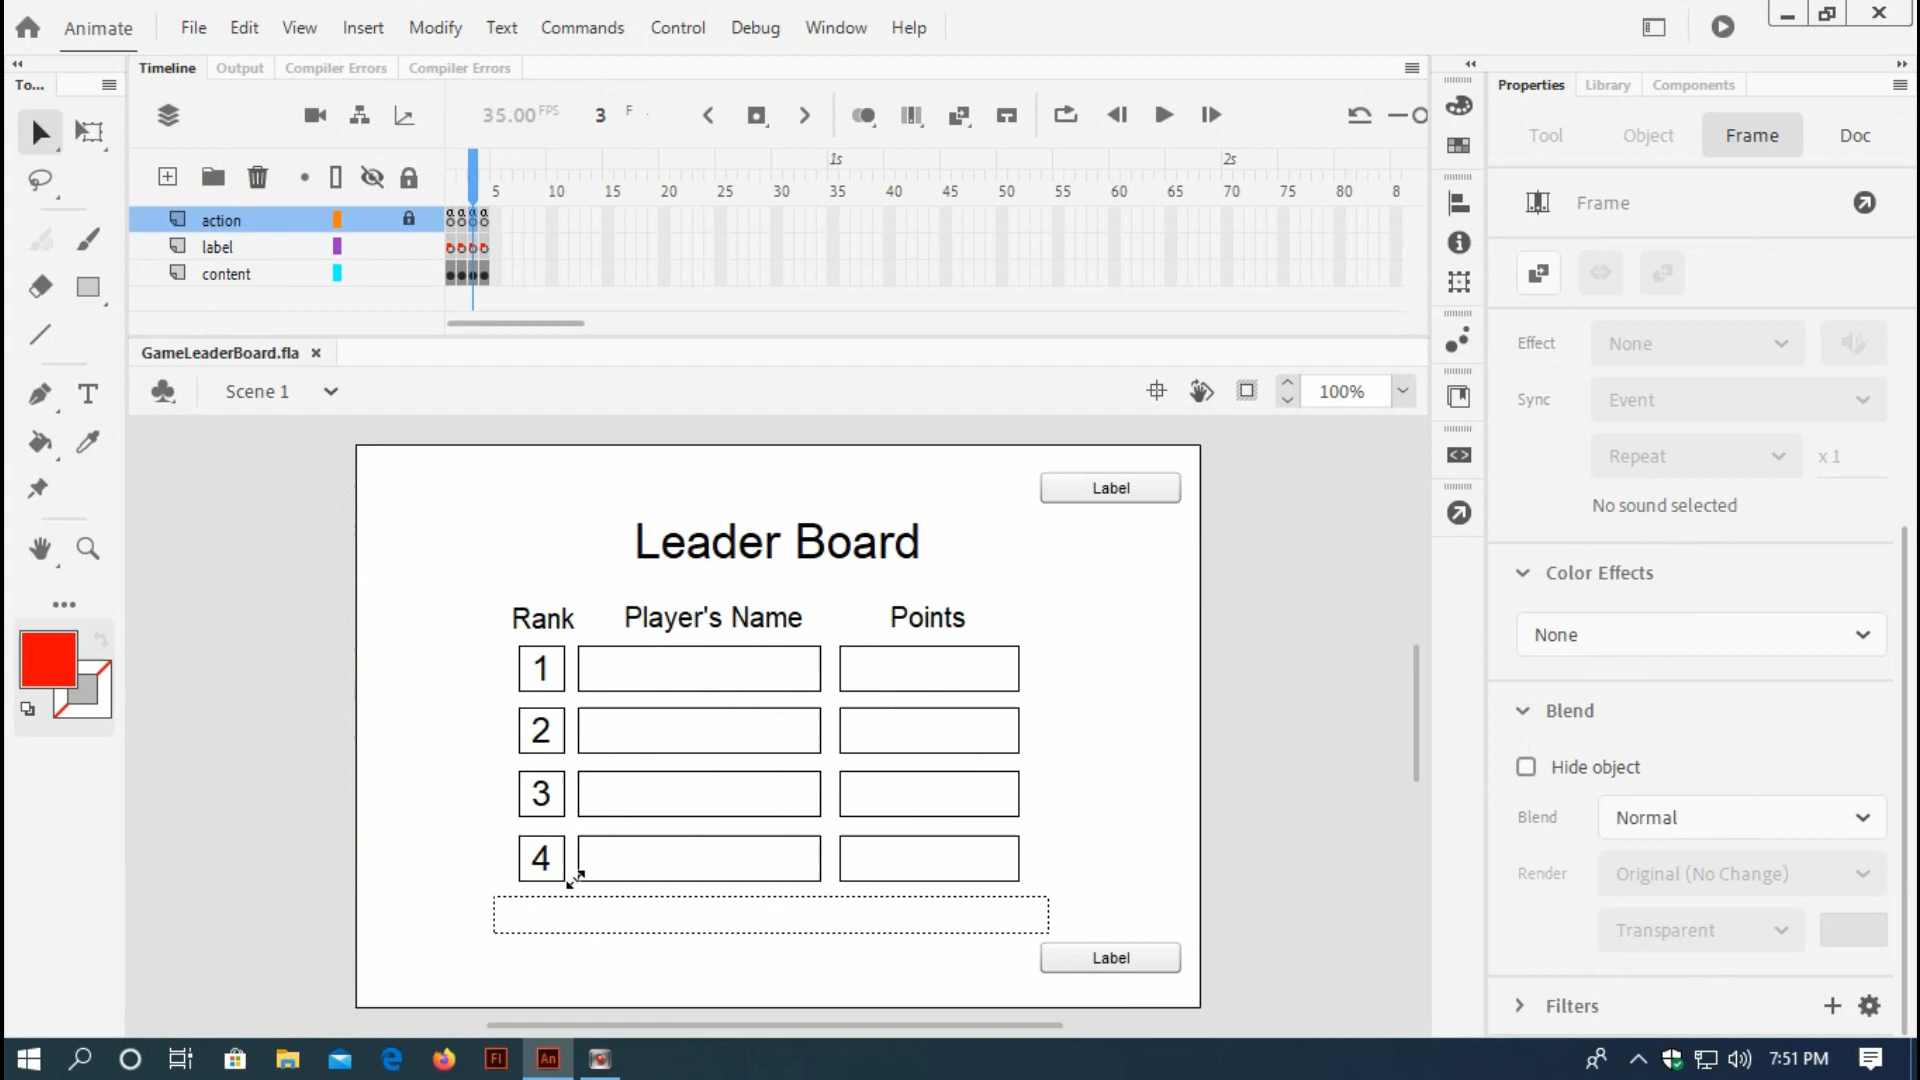 Animate File Edit View Insert Modify Text Commands Control Debug Window Help
To... Timeline Output Compiler Errors Compiler Errors Properties Library Components
35.00 FPS 3 F
Tool Object Frame Doc
1s 2s
5 10 15 20 25 30 35 40 45 50 55 60 65 70 75 80 8
Frame
action
label
content
Effect None
GameLeaderBoard.fla
Scene 1 100%
Sync Event
Repeat x 1
No sound selected
Label
Leader Board
Color Effects
None
Rank Player's Name Points
1
2
3
4
Blend
Hide object
Blend Normal
Render Original (No Change)
Transparent
Label
Filters
Fl An 7:51 PM